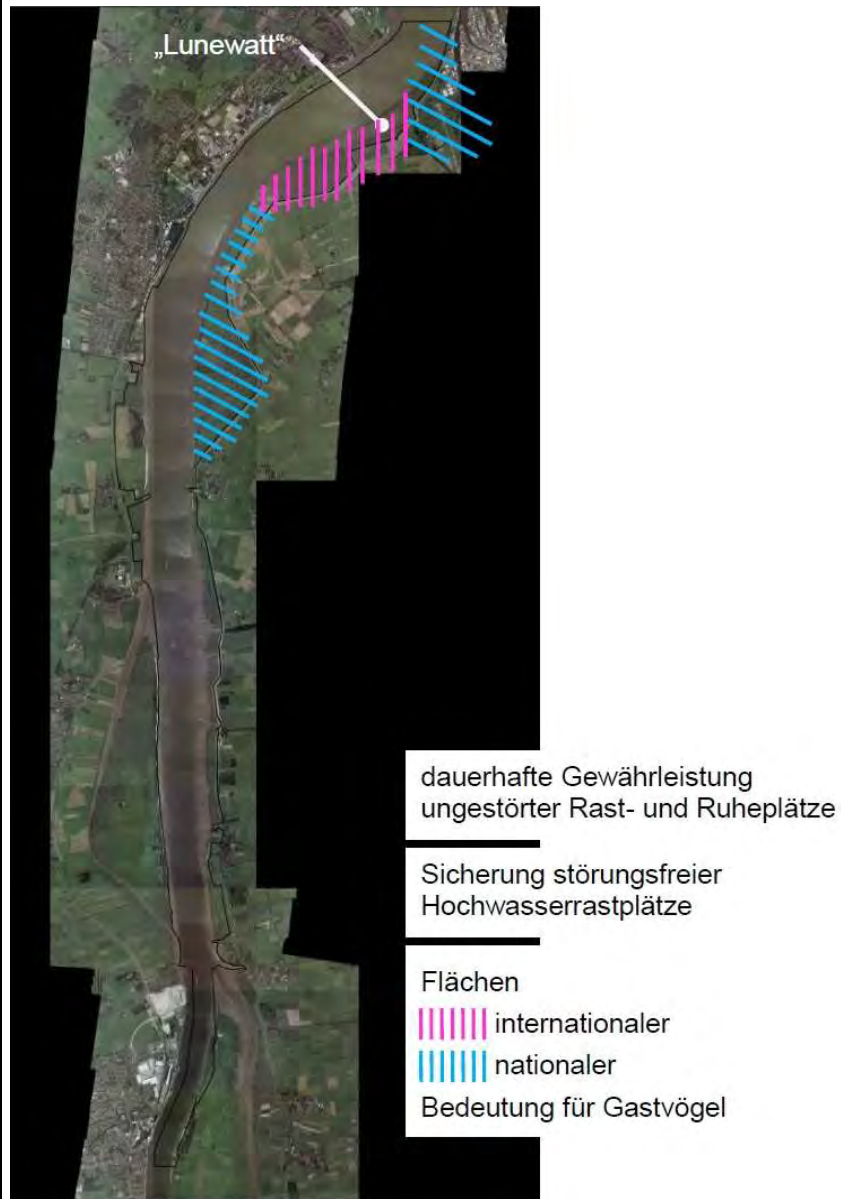 „Lunewatt“
dauerhafte Gewährleistung
ungestörter Rast- und Ruheplätze
Sicherung störungsfreier
Hochwasserrastplätze
Flächen
internationaler
nationaler
Bedeutung für Gastvögel